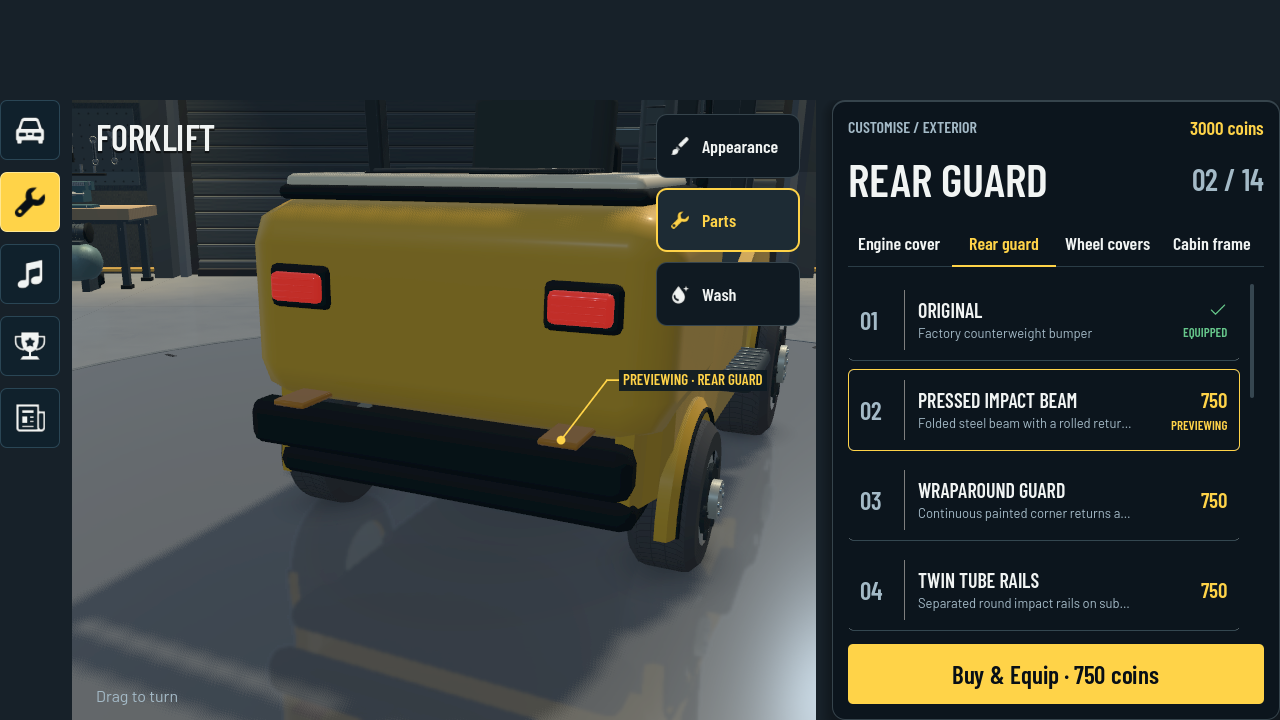 FORKLIFT
Appearance
Parts
Wash
PREVIEWING · REAR GUARD
Drag to turn
CUSTOMISE / EXTERIOR
3000 coins
REAR GUARD
02 / 14
Engine cover
Rear guard
Wheel covers
Cabin frame
01
ORIGINAL
Factory counterweight bumper
EQUIPPED
02
PRESSED IMPACT BEAM
Folded steel beam with a rolled retur...
750
PREVIEWING
03
WRAPAROUND GUARD
Continuous painted corner returns a...
750
04
TWIN TUBE RAILS
Separated round impact rails on sub...
750
Buy & Equip · 750 coins